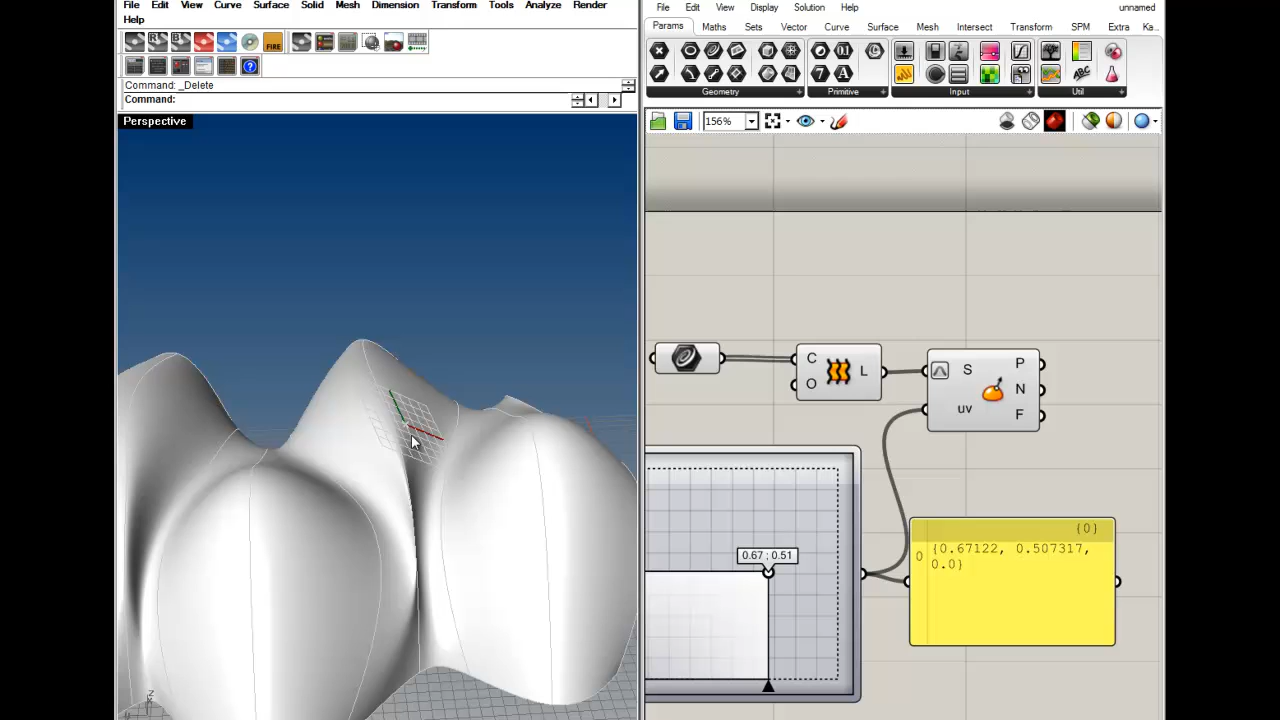 File Edit View Curve Surface Solid Mesh Dimension Transform Tools Analyze Render
Help
Command: _Delete
Command:
Perspective
File Edit View Display Solution Help unnamed
Params Maths Sets Vector Curve Surface Mesh Intersect Transform SPM Extra Ka..
Geometry Primitive Input Util
156%
C
O
L
S
uv
P
N
F
0.67 ; 0.51
{0}
0 {0.67122, 0.507317,
0.0}